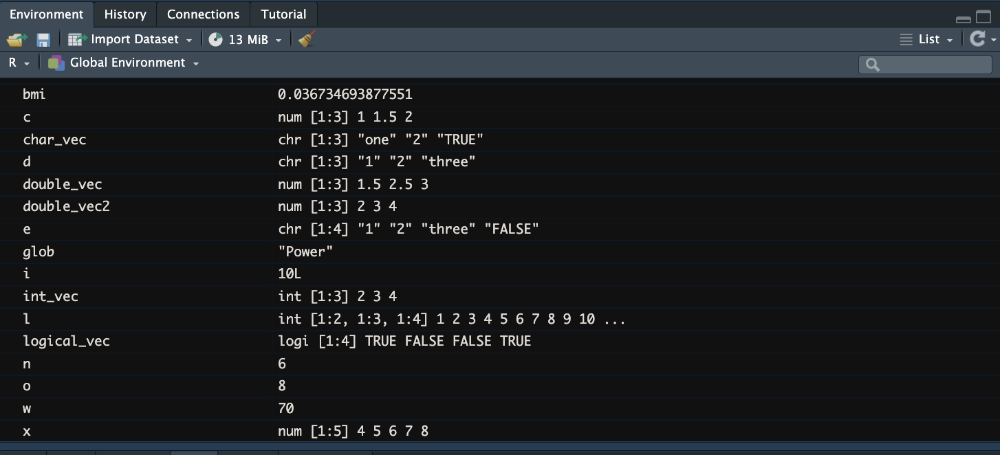 Environment History Connections Tutorial
Import Dataset 13 MiB List
R Global Environment
bmi 0.036734693877551
c num [1:3] 1 1.5 2
char_vec chr [1:3] "one" "2" "TRUE"
d chr [1:3] "1" "2" "three"
double_vec num [1:3] 1.5 2.5 3
double_vec2 num [1:3] 2 3 4
e chr [1:4] "1" "2" "three" "FALSE"
glob "Power"
i 10L
int_vec int [1:3] 2 3 4
l int [1:2, 1:3, 1:4] 1 2 3 4 5 6 7 8 9 10 ...
logical_vec logi [1:4] TRUE FALSE FALSE TRUE
n 6
o 8
w 70
x num [1:5] 4 5 6 7 8